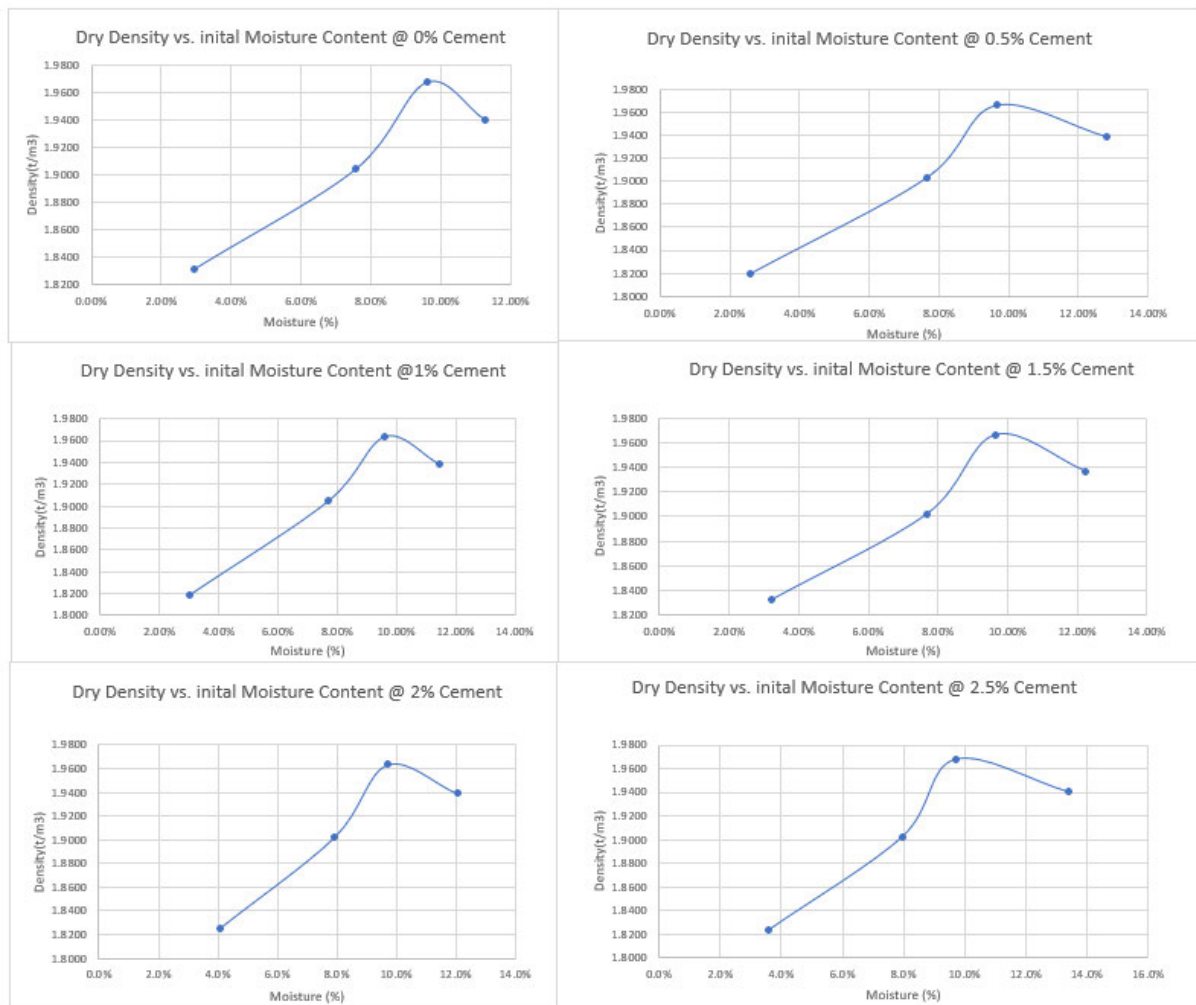 Dry Density vs. inital Moisture Content @ 0% Cement
1.9800
1.9600
1.9400
1.9200
1.9000
1.8800
1.8600
1.8400
1.8200
Density(t/m3)
0.00% 2.00% 4.00% 6.00% 8.00% 10.00% 12.00%
Moisture (%)
Dry Density vs. inital Moisture Content @ 0.5% Cement
1.9800
1.9600
1.9400
1.9200
1.9000
1.8800
1.8600
1.8400
1.8200
1.8000
Density(t/m3)
0.00% 2.00% 4.00% 6.00% 8.00% 10.00% 12.00% 14.00%
Moisture (%)
Dry Density vs. inital Moisture Content @1% Cement
1.9800
1.9600
1.9400
1.9200
1.9000
1.8800
1.8600
1.8400
1.8200
1.8000
Density(t/m3)
0.00% 2.00% 4.00% 6.00% 8.00% 10.00% 12.00% 14.00%
Moisture (%)
Dry Density vs. inital Moisture Content @ 1.5% Cement
1.9800
1.9600
1.9400
1.9200
1.9000
1.8800
1.8600
1.8400
1.8200
Density(t/m3)
0.00% 2.00% 4.00% 6.00% 8.00% 10.00% 12.00% 14.00%
Moisture (%)
Dry Density vs. inital Moisture Content @ 2% Cement
1.9800
1.9600
1.9400
1.9200
1.9000
1.8800
1.8600
1.8400
1.8200
1.8000
Density(t/m3)
0.0% 2.0% 4.0% 6.0% 8.0% 10.0% 12.0% 14.0%
Moisture (%)
Dry Density vs. inital Moisture Content @ 2.5% Cement
1.9800
1.9600
1.9400
1.9200
1.9000
1.8800
1.8600
1.8400
1.8200
1.8000
Density(t/m3)
0.0% 2.0% 4.0% 6.0% 8.0% 10.0% 12.0% 14.0% 16.0%
Moisture (%)